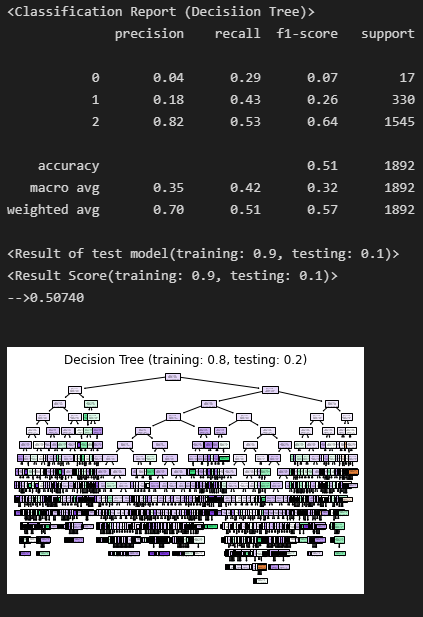 <Classification Report (Decisiion Tree)>
precision recall f1-score support
0 0.04 0.29 0.07 17
1 0.18 0.43 0.26 330
2 0.82 0.53 0.64 1545
accuracy 0.51 1892
macro avg 0.35 0.42 0.32 1892
weighted avg 0.70 0.51 0.57 1892
<Result of test model(training: 0.9, testing: 0.1)>
<Result Score(training: 0.9, testing: 0.1)>
-->0.50740
Decision Tree (training: 0.8, testing: 0.2)